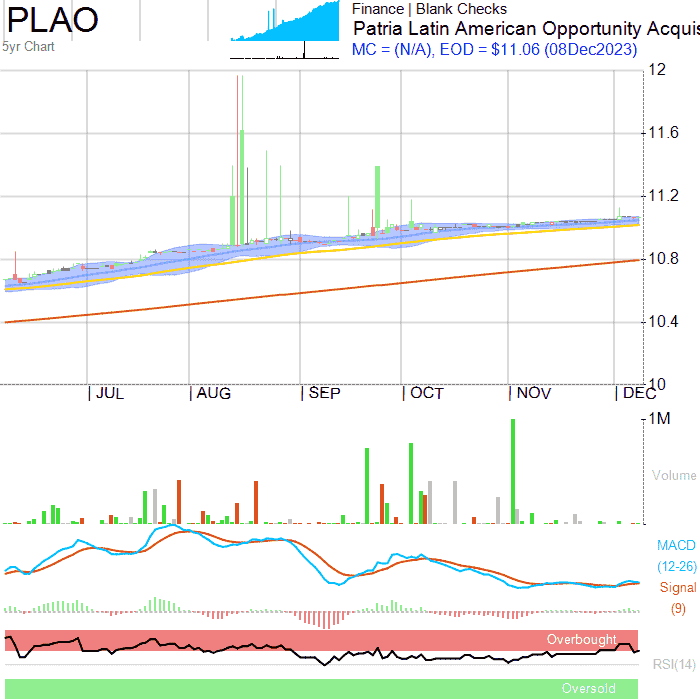 PLAO
5yr Chart
Finance | Blank Checks
Patria Latin American Opportunity Acquis
MC = (N/A), EOD = $11.06 (08Dec2023)
12
11.6
11.2
10.8
10.4
10
JUL AUG SEP OCT NOV DEC
1M
Volume
MACD
(12-26)
Signal
(9)
Overbought
RSI(14)
Oversold